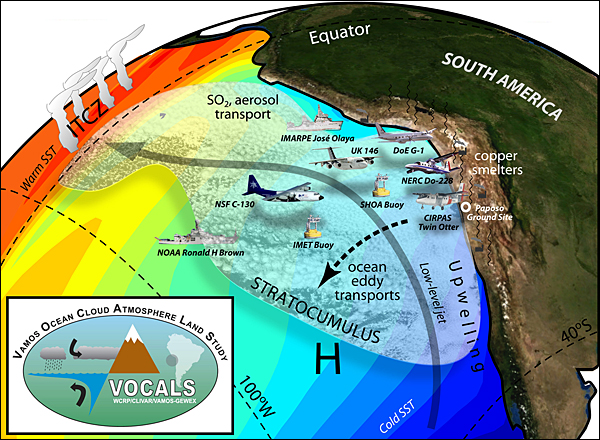 Equator
SOUTH AMERICA
ITCZ
SO₂, aerosol
transport
IMARPE José Olaya
DoE G-1
UK 146
copper
smelters
Warm SST
NERC Do-228
NSF C-130
SHOA Buoy
Paposo
Ground Site
CIRPAS
Twin Otter
IMET Buoy
NOAA Ronald H Brown
ocean
eddy
transports
Low-level jet
Upwelling
STRATOCUMULUS
H
40ºS
100ºW
Cold SST
VAMOS OCEAN CLOUD ATMOSPHERE LAND STUDY
VOCALS
WCRP/CLIVAR/VAMOS-GEWEX